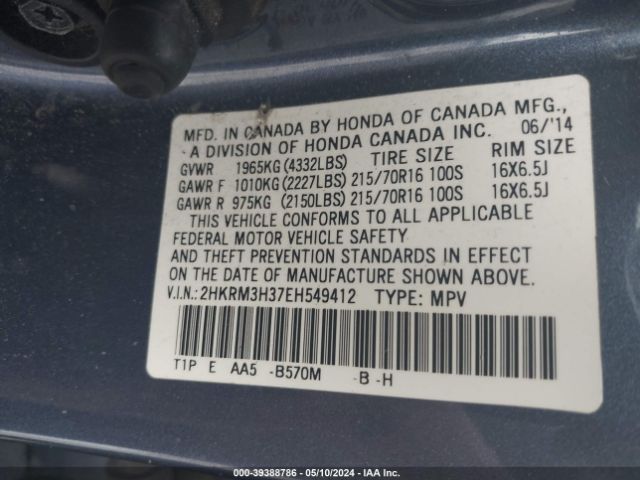 MFD. IN CANADA BY HONDA OF CANADA MFG.,
- A DIVISION OF HONDA CANADA INC. 06/'14
GVWR 1965KG (4332LBS) TIRE SIZE RIM SIZE
GAWR F 1010KG (2227LBS) 215/70R16 100S 16X6.5J
GAWR R 975KG (2150LBS) 215/70R16 100S 16X6.5J
THIS VEHICLE CONFORMS TO ALL APPLICABLE
FEDERAL MOTOR VEHICLE SAFETY
AND THEFT PREVENTION STANDARDS IN EFFECT
ON THE DATE OF MANUFACTURE SHOWN ABOVE.
V.I.N.: 2HKRM3H37EH549412 TYPE: MPV
T1P E AA5 -B570M -B -H
000-39388786 - 05/10/2024 - IAA Inc.